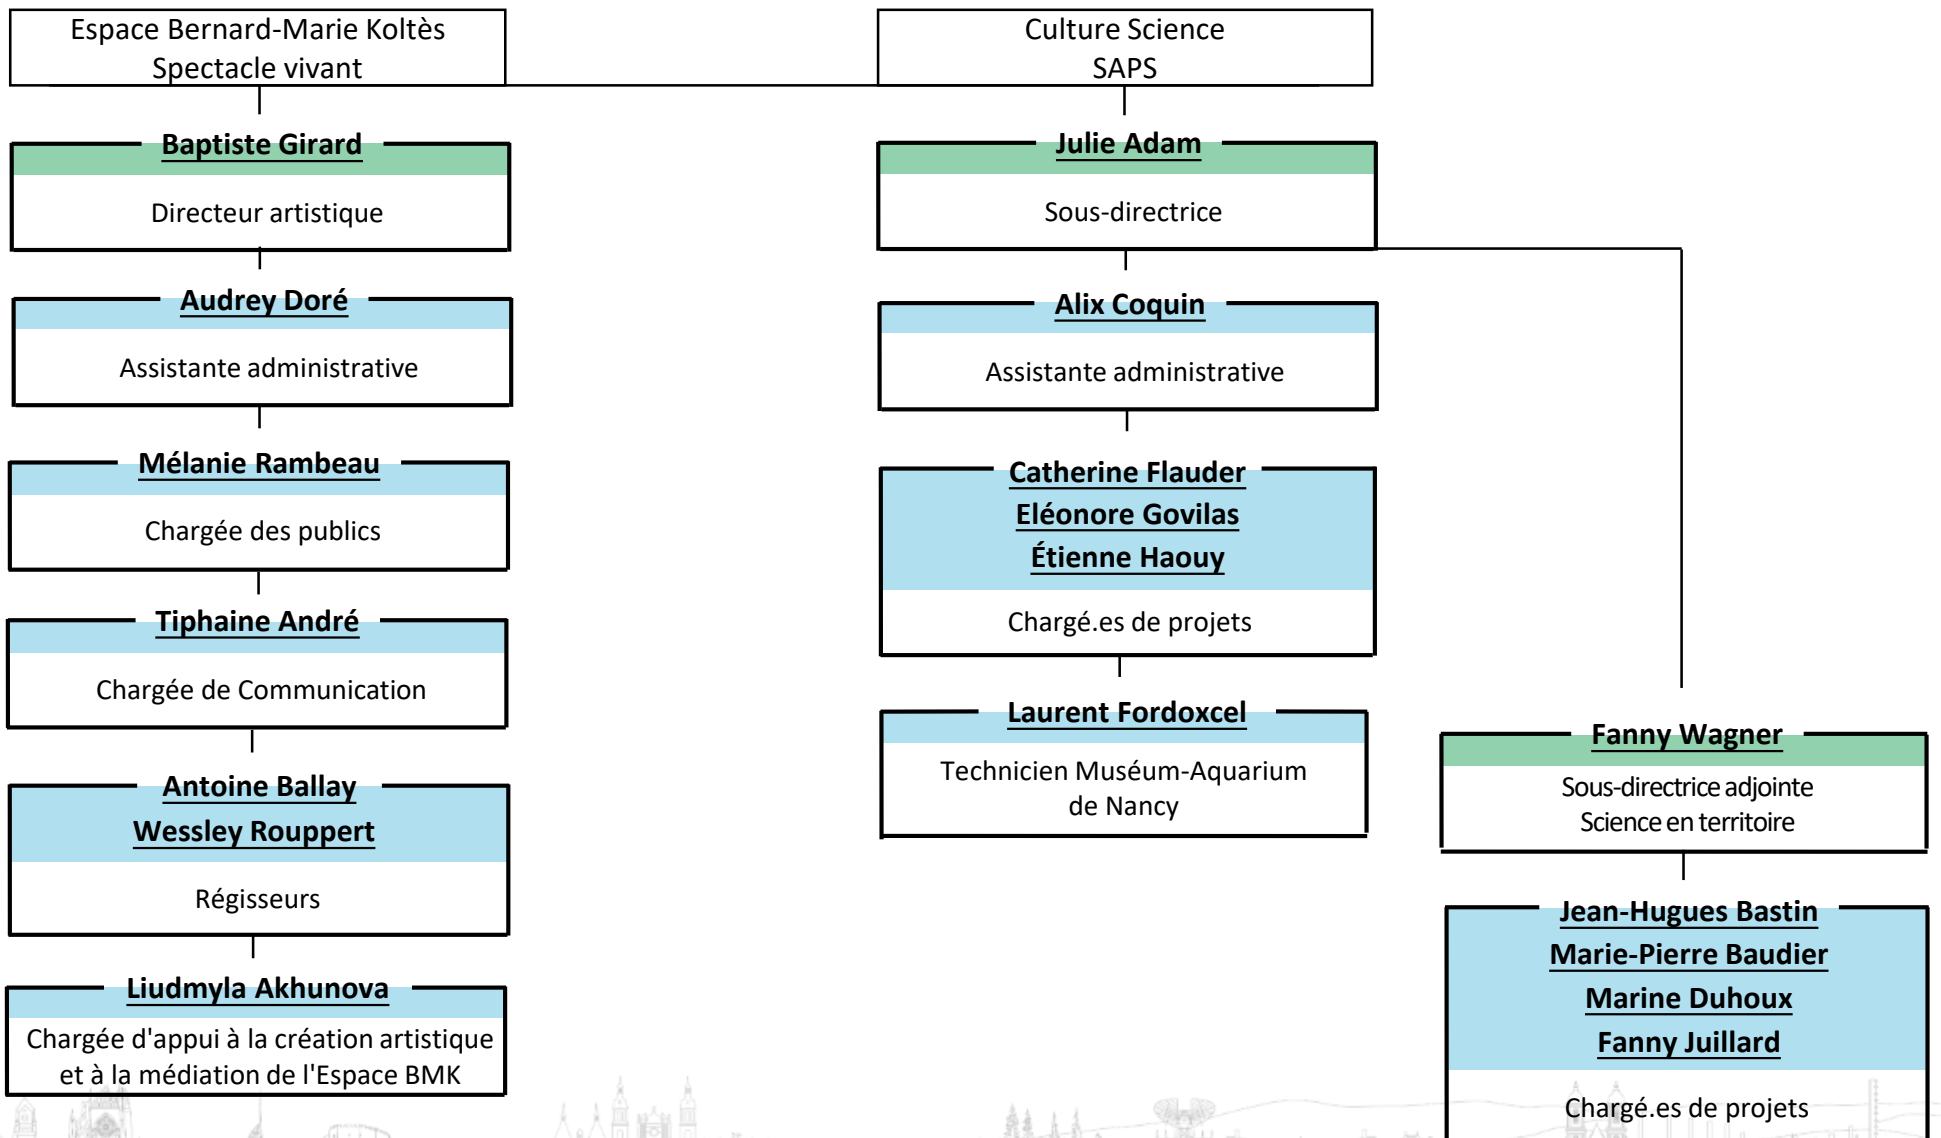 Espace Bernard-Marie Koltès
Spectacle vivant
Baptiste Girard
Directeur artistique
Audrey Doré
Assistante administrative
Mélanie Rambeau
Chargée des publics
Tiphaine André
Chargée de Communication
Antoine Ballay
Wessley Rouppert
Régisseurs
Liudmyla Akhunova
Chargée d'appui à la création artistique
et à la médiation de l'Espace BMK
Culture Science
SAPS
Julie Adam
Sous-directrice
Alix Coquin
Assistante administrative
Catherine Flauder
Eléonore Govilas
Étienne Haouy
Chargé.es de projets
Laurent Fordoxcel
Technicien Muséum-Aquarium
de Nancy
Fanny Wagner
Sous-directrice adjointe
Science en territoire
Jean-Hugues Bastin
Marie-Pierre Baudier
Marine Duhoux
Fanny Juillard
Chargé.es de projets